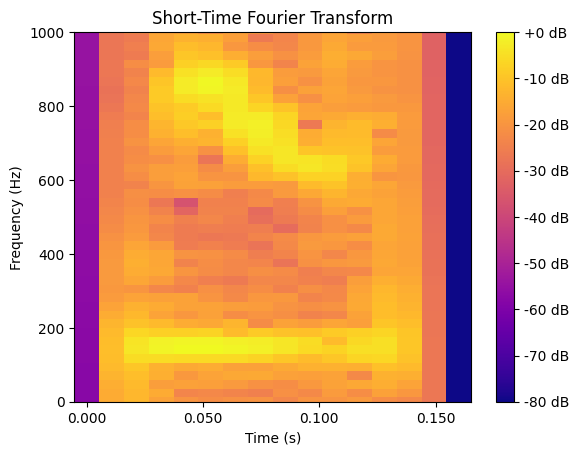 Short-Time Fourier Transform
1000
800
600
400
200
0
Frequency (Hz)
0.000
0.050
0.100
0.150
Time (s)
+0 dB
-10 dB
-20 dB
-30 dB
-40 dB
-50 dB
-60 dB
-70 dB
-80 dB